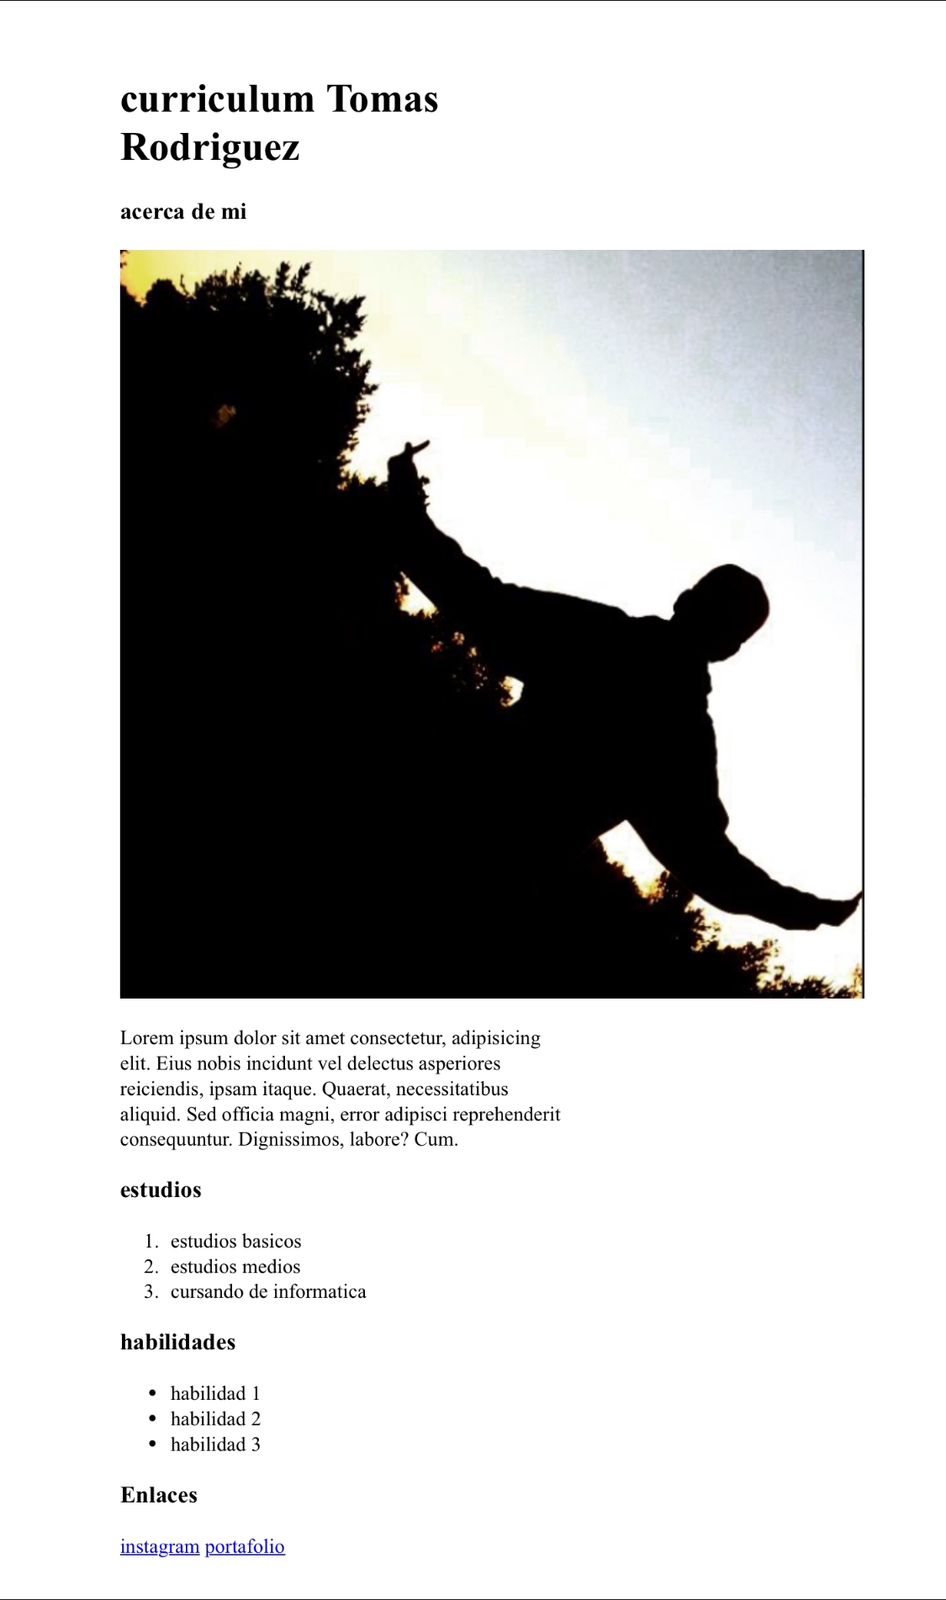 curriculum Tomas
Rodriguez
acerca de mi
Lorem ipsum dolor sit amet consectetur, adipisicing
elit. Eius nobis incidunt vel delectus asperiores
reiciendis, ipsam itaque. Quaerat, necessitatibus
aliquid. Sed officia magni, error adipisci reprehenderit
consequuntur. Dignissimos, labore? Cum.
estudios
1. estudios basicos
2. estudios medios
3. cursando de informatica
habilidades
• habilidad 1
• habilidad 2
• habilidad 3
Enlaces
instagram portafolio